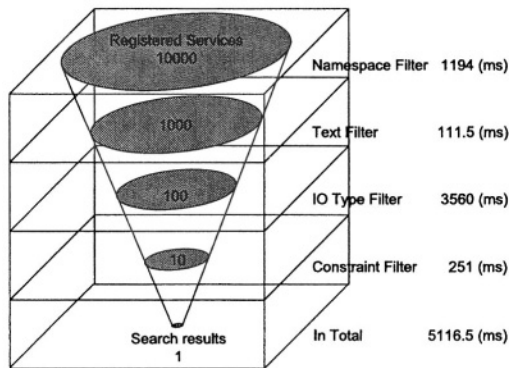 Registered Services
10000
Namespace Filter 1194 (ms)
1000
Text Filter 111.5 (ms)
100
IO Type Filter 3560 (ms)
10
Constraint Filter 251 (ms)
Search results
1
In Total 5116.5 (ms)